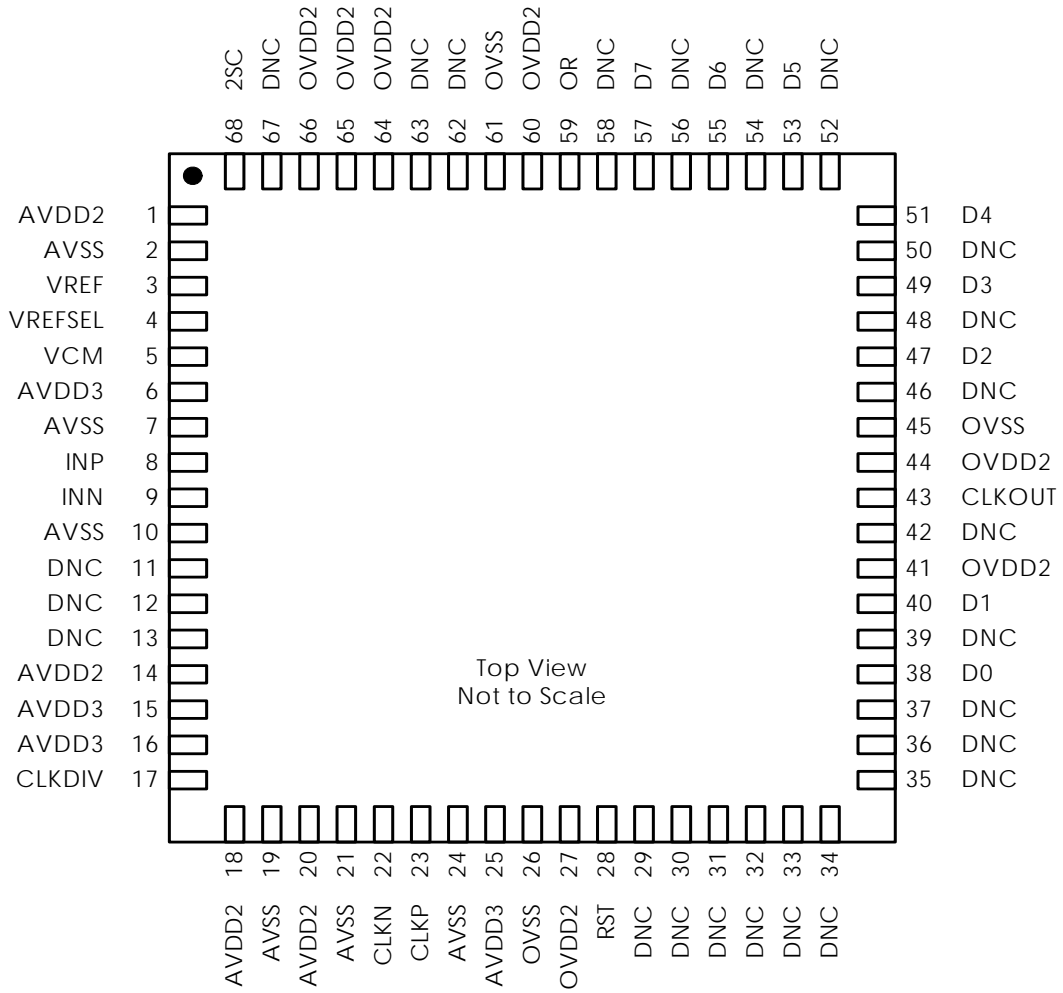 2SC DNC OVDD2 OVDD2 OVDD2 DNC DNC OVSS OVDD2 OR DNC D7 DNC D6 DNC D5 DNC
68 67 66 65 64 63 62 61 60 59 58 57 56 55 54 53 52
AVDD2 1
AVSS 2
VREF 3
VREFSEL 4
VCM 5
AVDD3 6
AVSS 7
INP 8
INN 9
AVSS 10
DNC 11
DNC 12
DNC 13
AVDD2 14
AVDD3 15
AVDD3 16
CLKDIV 17
51 D4
50 DNC
49 D3
48 DNC
47 D2
46 DNC
45 OVSS
44 OVDD2
43 CLKOUT
42 DNC
41 OVDD2
40 D1
39 DNC
38 D0
37 DNC
36 DNC
35 DNC
Top View
Not to Scale
18 19 20 21 22 23 24 25 26 27 28 29 30 31 32 33 34
AVDD2 AVSS AVDD2 AVSS CLKN CLKP AVSS AVDD3 OVSS OVDD2 RST DNC DNC DNC DNC DNC DNC